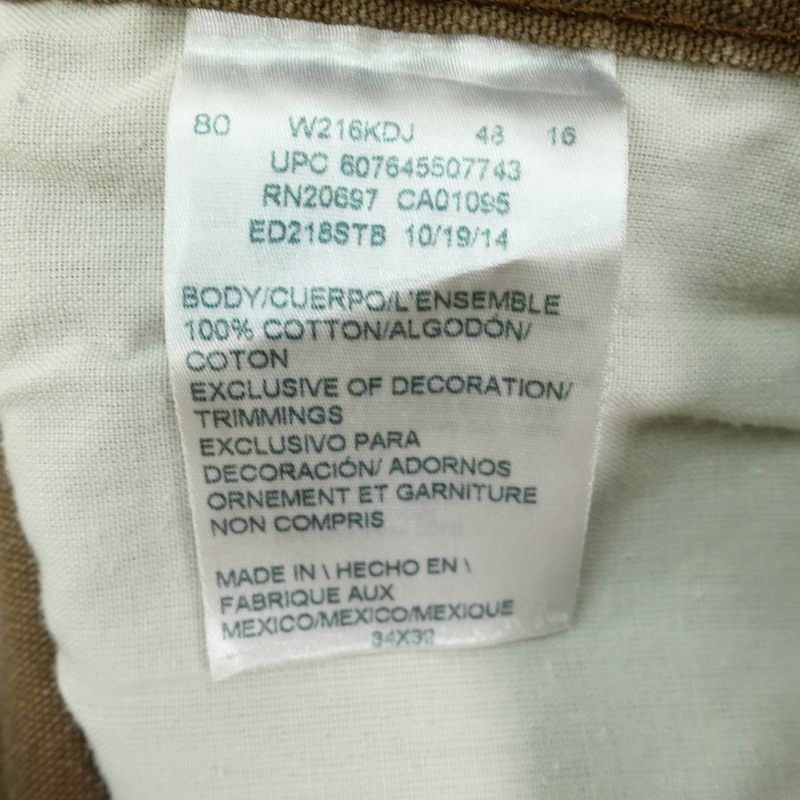 80 W216KDJ 48 16
UPC 607645507743
RN20697 CA01095
ED218STB 10/19/14
BODY/CUERPO/L'ENSEMBLE
100% COTTON/ALGODÓN/
COTON
EXCLUSIVE OF DECORATION/
TRIMMINGS
EXCLUSIVO PARA
DECORACIÓN/ ADORNOS
ORNEMENT ET GARNITURE
NON COMPRIS
MADE IN \ HECHO EN \
FABRIQUE AUX
MEXICO/MEXICO/MEXIQUE
34X32